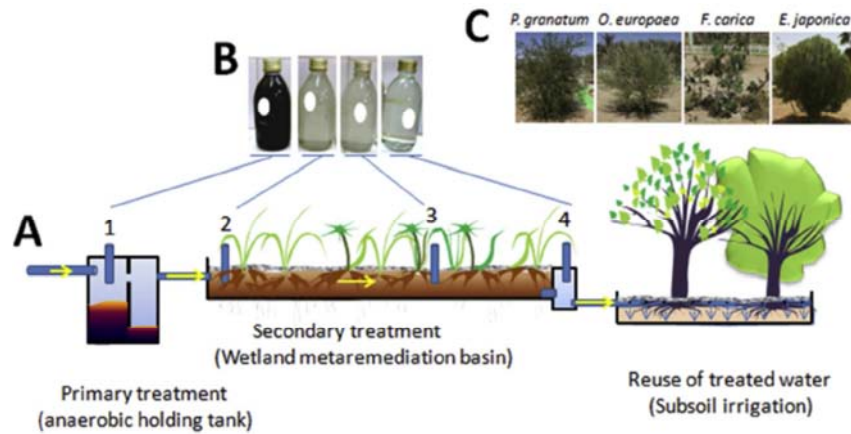 C
P. granatum O. europaea F. carica E. japonica
B
A
1
2
3
4
Secondary treatment
(Wetland metaremediation basin)
Primary treatment
(anaerobic holding tank)
Reuse of treated water
(Subsoil irrigation)